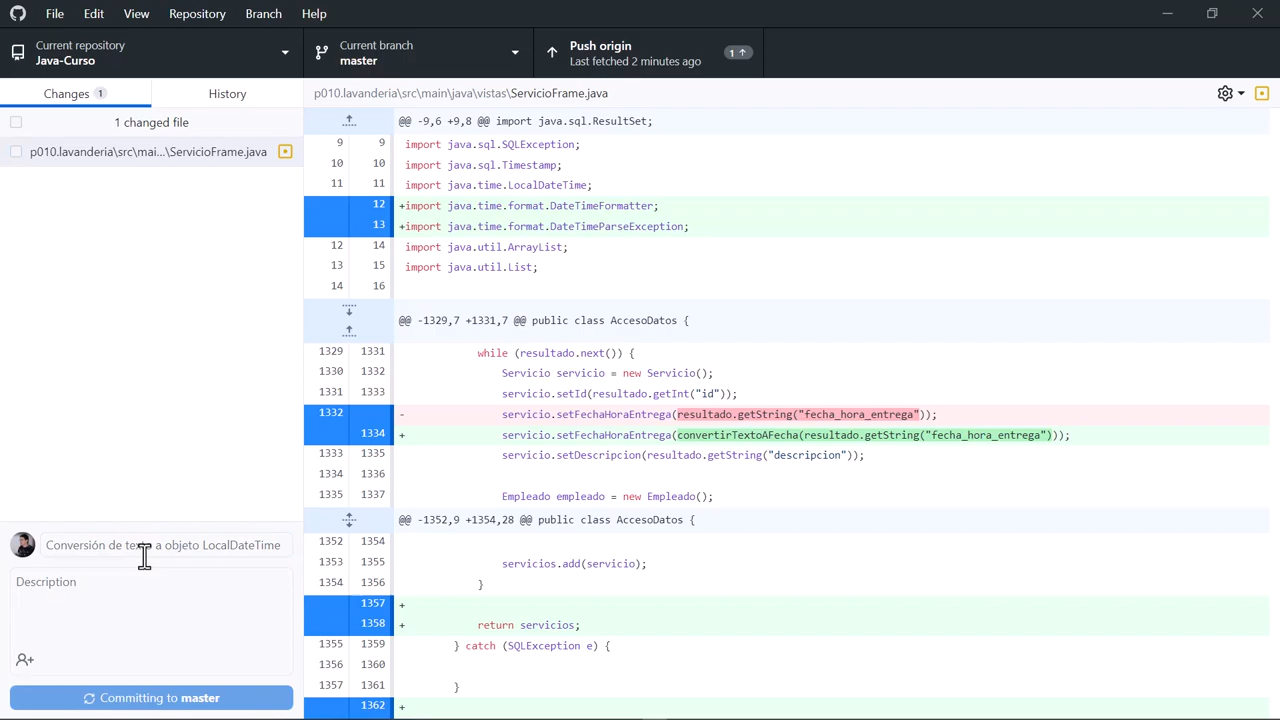 File Edit View Repository Branch Help
Current repository
Java-Curso
Current branch
master
Push origin
Last fetched 2 minutes ago
1
Changes 1
History
1 changed file
p010.lavanderia\src\mai...\ServicioFrame.java
p010.lavanderia\src\main\java\vistas\ServicioFrame.java
@@ -9,6 +9,8 @@ import java.sql.ResultSet;
9 9 import java.sql.SQLException;
10 10 import java.sql.Timestamp;
11 11 import java.time.LocalDateTime;
12 +import java.time.format.DateTimeFormatter;
13 +import java.time.format.DateTimeParseException;
12 14 import java.util.ArrayList;
13 15 import java.util.List;
14 16
@@ -1329,7 +1331,7 @@ public class AccesoDatos {
1329 1331 while (resultado.next()) {
1330 1332 Servicio servicio = new Servicio();
1331 1333 servicio.setId(resultado.getInt("id"));
1332 - servicio.setFechaHoraEntrega(resultado.getString("fecha_hora_entrega"));
1334 + servicio.setFechaHoraEntrega(convertirTextoAFecha(resultado.getString("fecha_hora_entrega")));
1333 1335 servicio.setDescripcion(resultado.getString("descripcion"));
1334 1336
1335 1337 Empleado empleado = new Empleado();
@@ -1352,9 +1354,28 @@ public class AccesoDatos {
1352 1354
1353 1355 servicios.add(servicio);
1354 1356 }
1357 +
1358 + return servicios;
1355 1359 } catch (SQLException e) {
1356 1360
1357 1361 }
1362 +
Conversión de texto a objeto LocalDateTime
Description
Committing to master